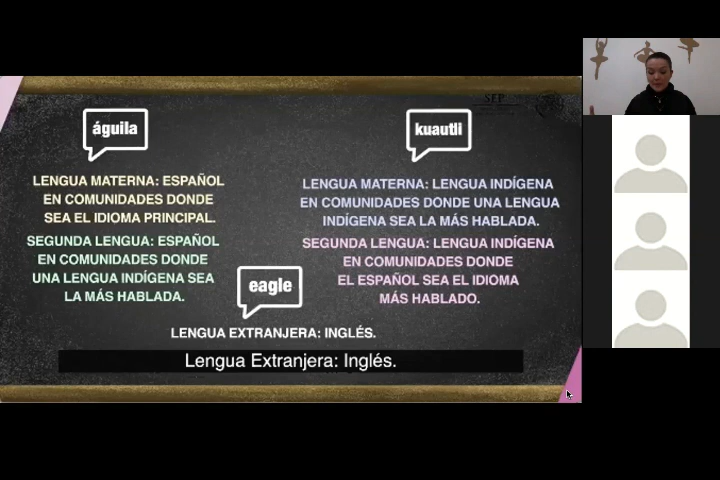 SEP
águila
kuautli
LENGUA MATERNA: ESPAÑOL
EN COMUNIDADES DONDE
SEA EL IDIOMA PRINCIPAL.
SEGUNDA LENGUA: ESPAÑOL
EN COMUNIDADES DONDE
UNA LENGUA INDÍGENA SEA
LA MÁS HABLADA.
LENGUA MATERNA: LENGUA INDÍGENA
EN COMUNIDADES DONDE UNA LENGUA
INDÍGENA SEA LA MÁS HABLADA.
SEGUNDA LENGUA: LENGUA INDÍGENA
EN COMUNIDADES DONDE
EL ESPAÑOL SEA EL IDIOMA
MÁS HABLADO.
eagle
LENGUA EXTRANJERA: INGLÉS.
Lengua Extranjera: Inglés.